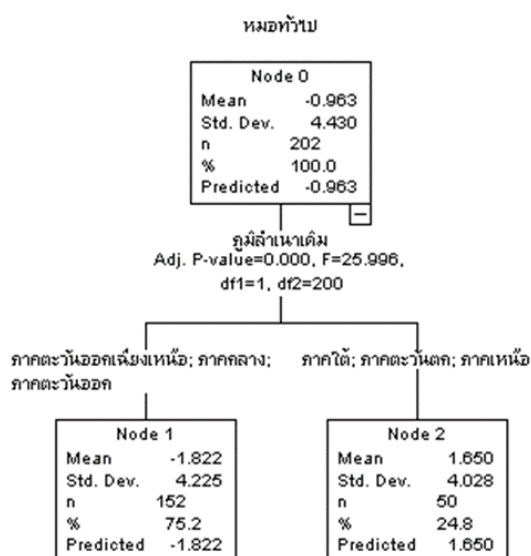 หมอทั่วไป
Node 0
Mean -0.963
Std. Dev. 4.430
n 202
% 100.0
Predicted -0.963
ภูมิลำเนาเดิม
Adj. P-value=0.000, F=25.996,
df1=1, df2=200
ภาคตะวันออกเฉียงเหนือ; ภาคกลาง;
ภาคตะวันออก
ภาคใต้; ภาคตะวันตก; ภาคเหนือ
Node 1
Mean -1.822
Std. Dev. 4.225
n 152
% 75.2
Predicted -1.822
Node 2
Mean 1.650
Std. Dev. 4.028
n 50
% 24.8
Predicted 1.650